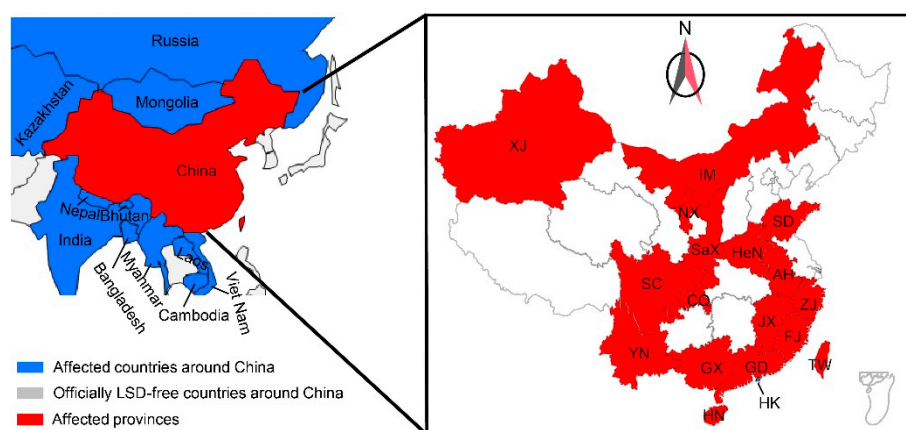 Russia
Kazakhstan
Mongolia
China
Nepal
Bhutan
India
Bangladesh
Myanmar
Laos
Viet Nam
Cambodia
Affected countries around China
Officially LSD-free countries around China
Affected provinces
N
XJ
IM
NX
SD
SaX
HeN
AH
SC
CQ
ZJ
JX
FJ
YN
GX
GD
TW
HK
HN